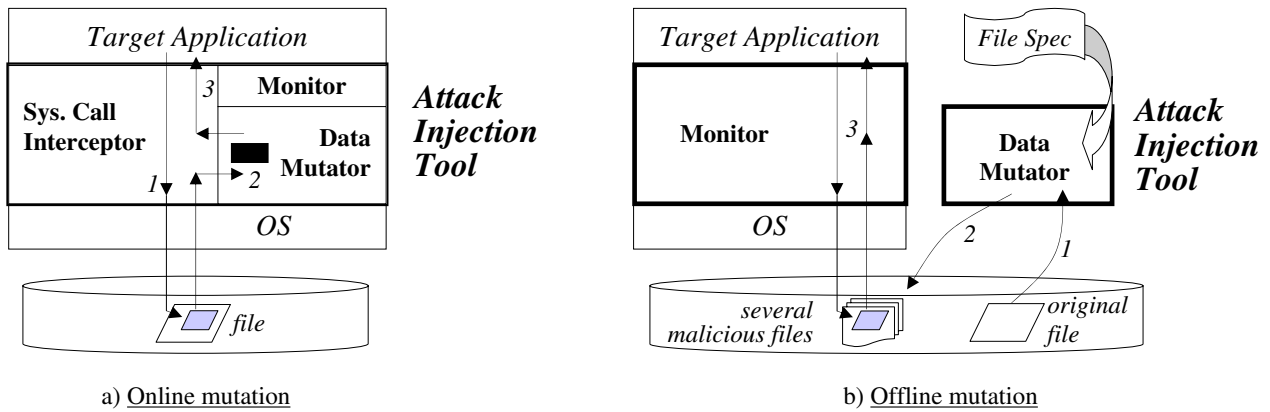 Target Application
Sys. Call
Interceptor
3
Monitor
Data
Mutator
1
2
Attack
Injection
Tool
OS
file
a) Online mutation
Target Application
File Spec
Monitor
3
Data
Mutator
Attack
Injection
Tool
OS
2
1
several
malicious files
original
file
b) Offline mutation